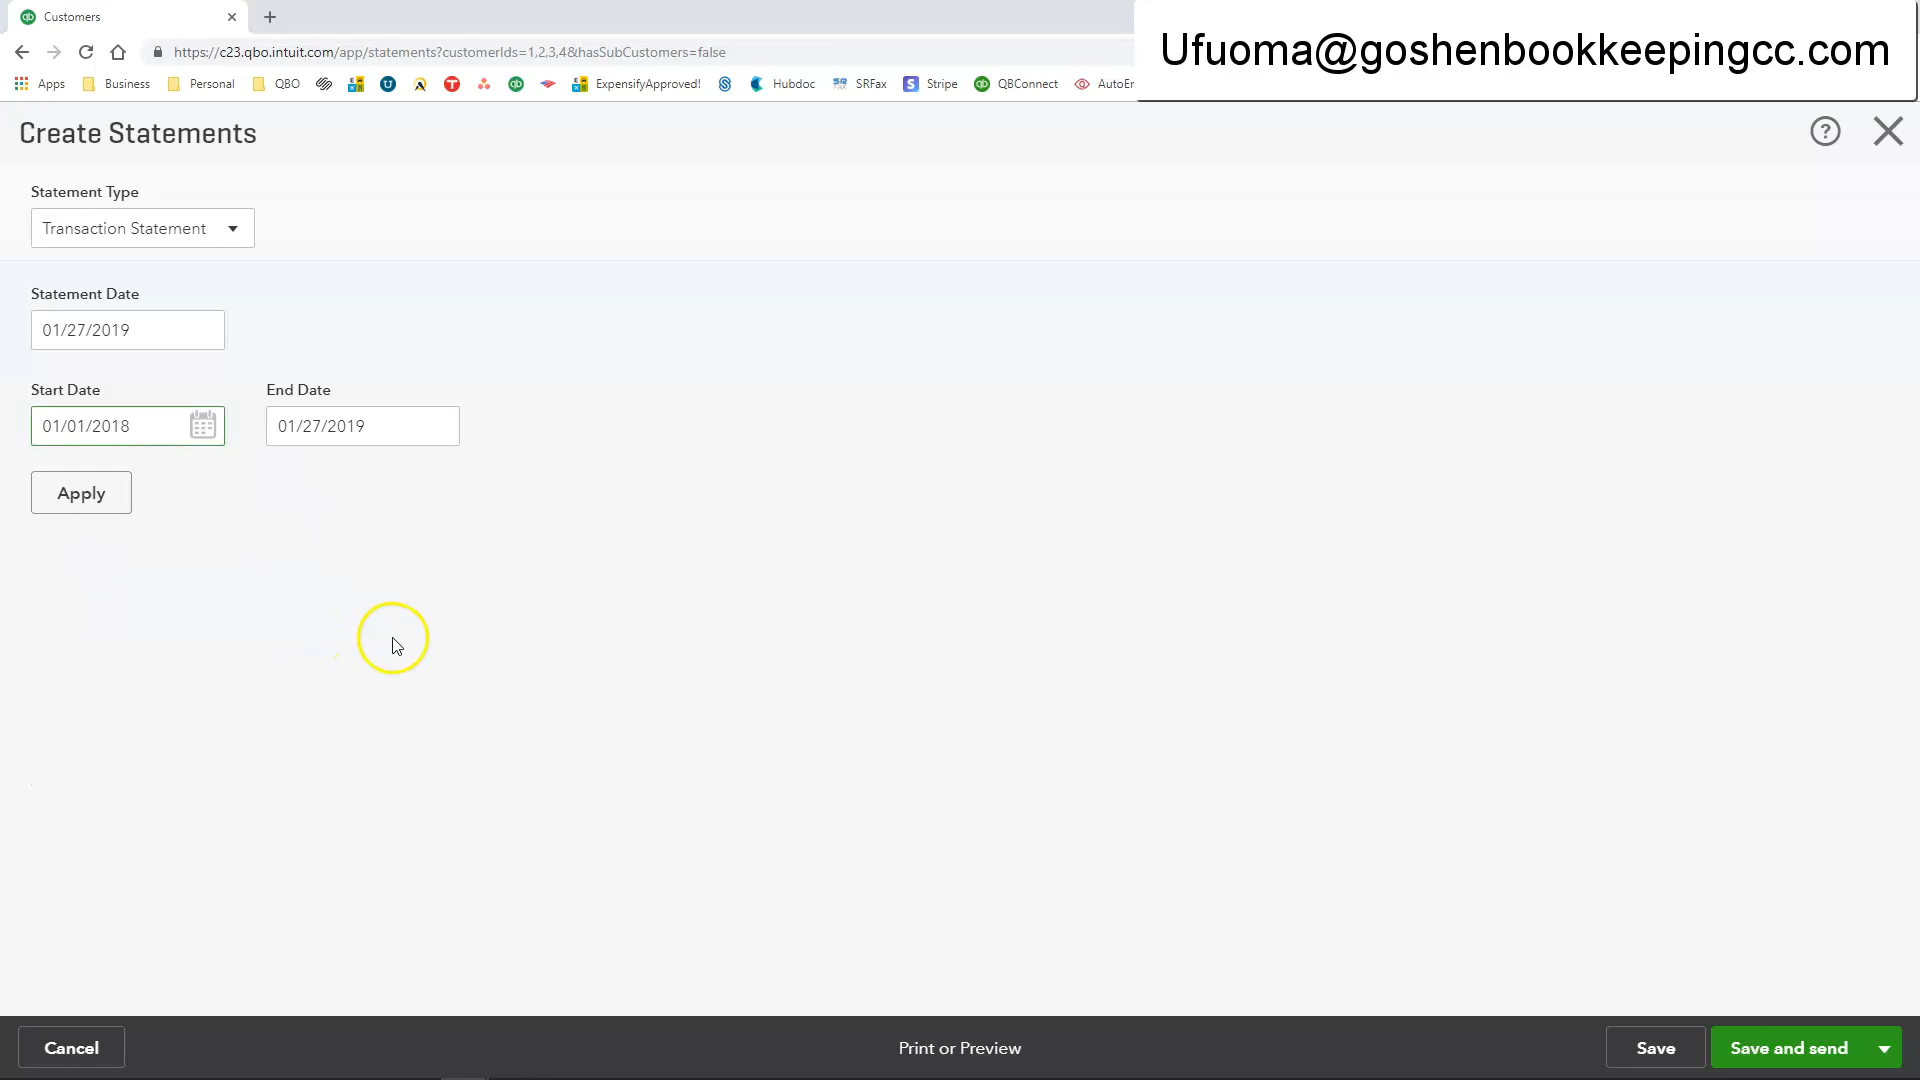 Customers
Ufuoma@goshenbookkeepingcc.com
https://c23.qbo.intuit.com/app/statements?customerIds=1,2,3,4&hasSubCustomers=false
Apps Business Personal QBO ExpensifyApproved! Hubdoc SRFax Stripe QBConnect AutoEn
Create Statements
Statement Type
Transaction Statement
Statement Date
01/27/2019
Start Date End Date
01/01/2018 01/27/2019
Apply
Cancel Print or Preview Save Save and send